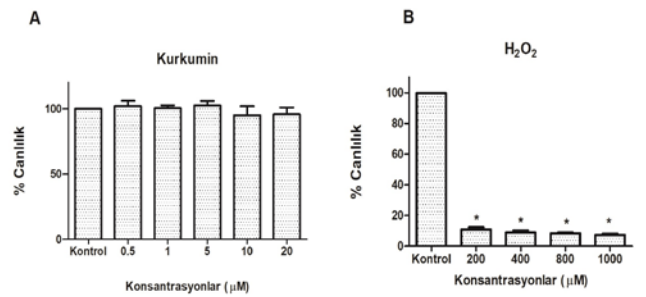 A
Kurkumin
% Canlılık
100
50
0
Kontrol 0.5 1 5 10 20
Konsantrasyonlar (μM)
B
H₂O₂
% Canlılık
100
80
60
40
20
0
* * * *
Kontrol 200 400 800 1000
Konsantrasyonlar (μM)